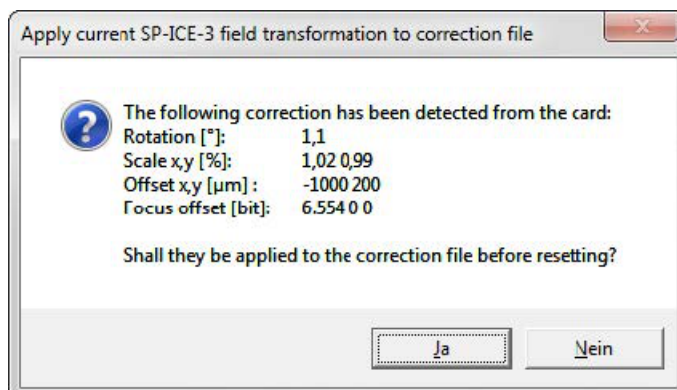 Apply current SP-ICE-3 field transformation to correction file
The following correction has been detected from the card:
Rotation [°]: 1,1
Scale x,y [%]: 1,02 0,99
Offset x,y [µm] : -1000 200
Focus offset [bit]: 6.554 0 0
Shall they be applied to the correction file before resetting?
Ja Nein